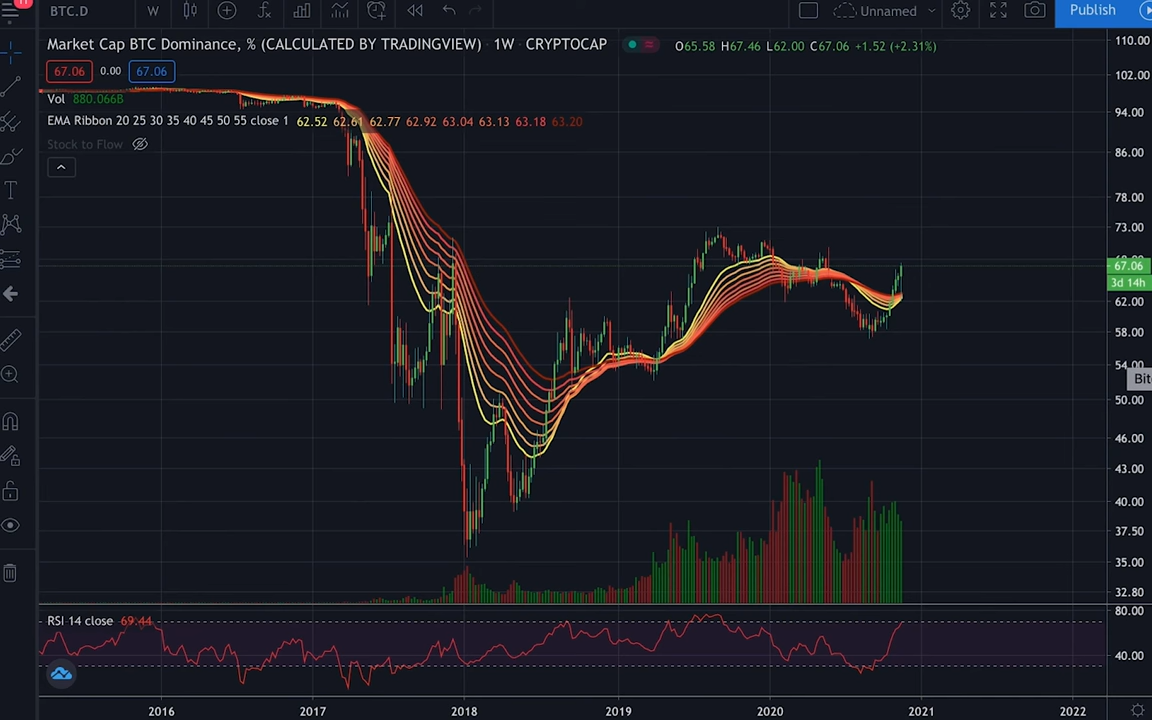 11
BTC.D W Unnamed Publish
Market Cap BTC Dominance, % (CALCULATED BY TRADINGVIEW) · 1W · CRYPTOCAP O65.58 H67.46 L62.00 C67.06 +1.52 (+2.31%)
67.06 0.00 67.06
Vol 880.066B
EMA Ribbon 20 25 30 35 40 45 50 55 close 1 62.52 62.61 62.77 62.92 63.04 63.13 63.18 63.20
Stock to Flow
110.00
102.00
94.00
86.00
78.00
73.00
67.06
3d 14h
62.00
58.00
54.00
Bit
50.00
46.00
43.00
40.00
37.50
35.00
32.80
RSI 14 close 69.44
80.00
40.00
2016 2017 2018 2019 2020 2021 2022